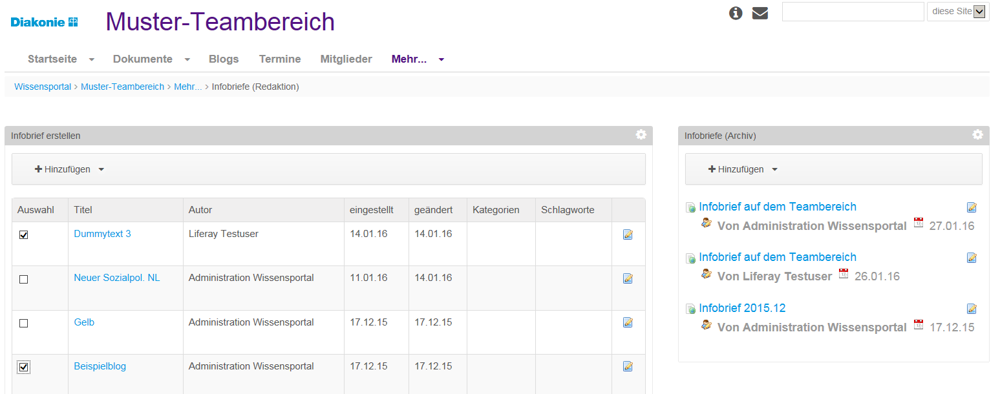 Diakonie
Muster-Teambereich
diese Site
Startseite Dokumente Blogs Termine Mitglieder Mehr...
Wissensportal > Muster-Teambereich > Mehr... > Infobriefe (Redaktion)
Infobrief erstellen
Hinzufügen
Auswahl Titel Autor eingestellt geändert Kategorien Schlagworte
Dummytext 3 Liferay Testuser 14.01.16 14.01.16
Neuer Sozialpol. NL Administration Wissensportal 11.01.16 14.01.16
Gelb Administration Wissensportal 17.12.15 17.12.15
Beispielblog Administration Wissensportal 17.12.15 17.12.15
Infobriefe (Archiv)
Hinzufügen
Infobrief auf dem Teambereich
Von Administration Wissensportal 27.01.16
Infobrief auf dem Teambereich
Von Liferay Testuser 26.01.16
Infobrief 2015.12
Von Administration Wissensportal 17.12.15